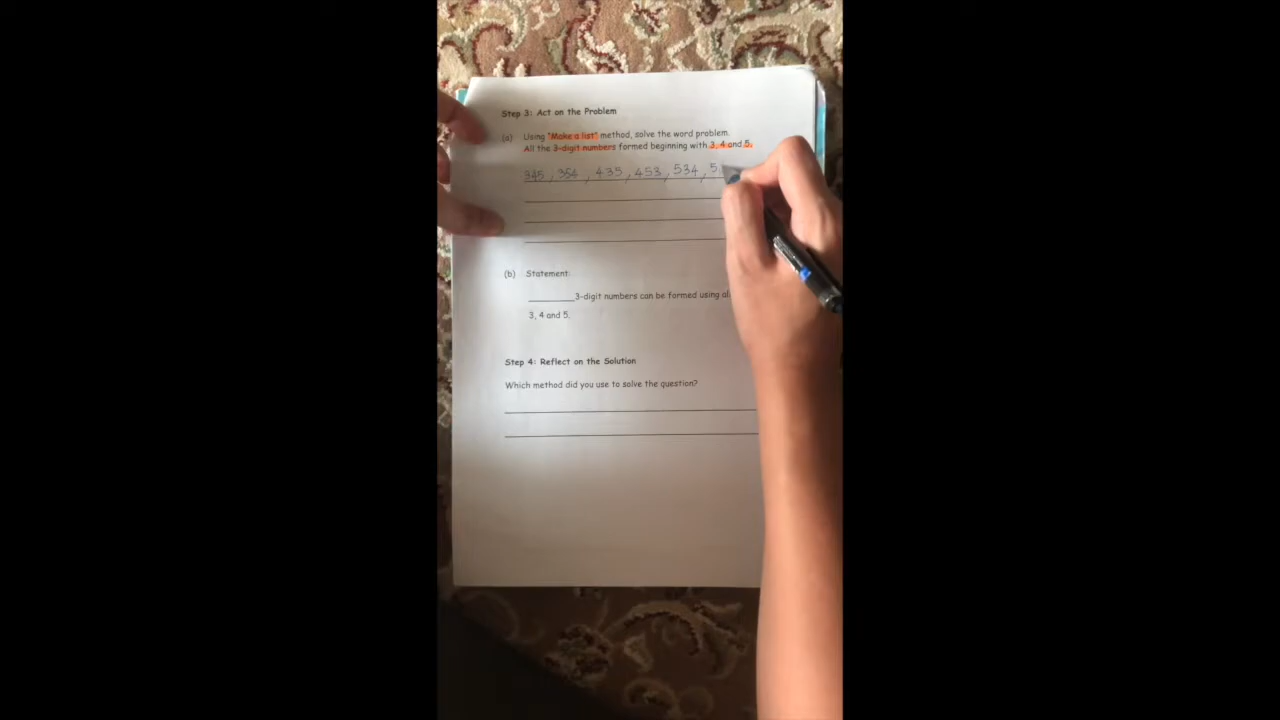 Step 3: Act on the Problem
(a) Using "Make a list" method, solve the word problem.
All the 3-digit numbers formed beginning with 3, 4 and 5.
345, 354, 435, 453, 534, 5
(b) Statement:
_________3-digit numbers can be formed using
3, 4 and 5.
Step 4: Reflect on the Solution
Which method did you use to solve the question?